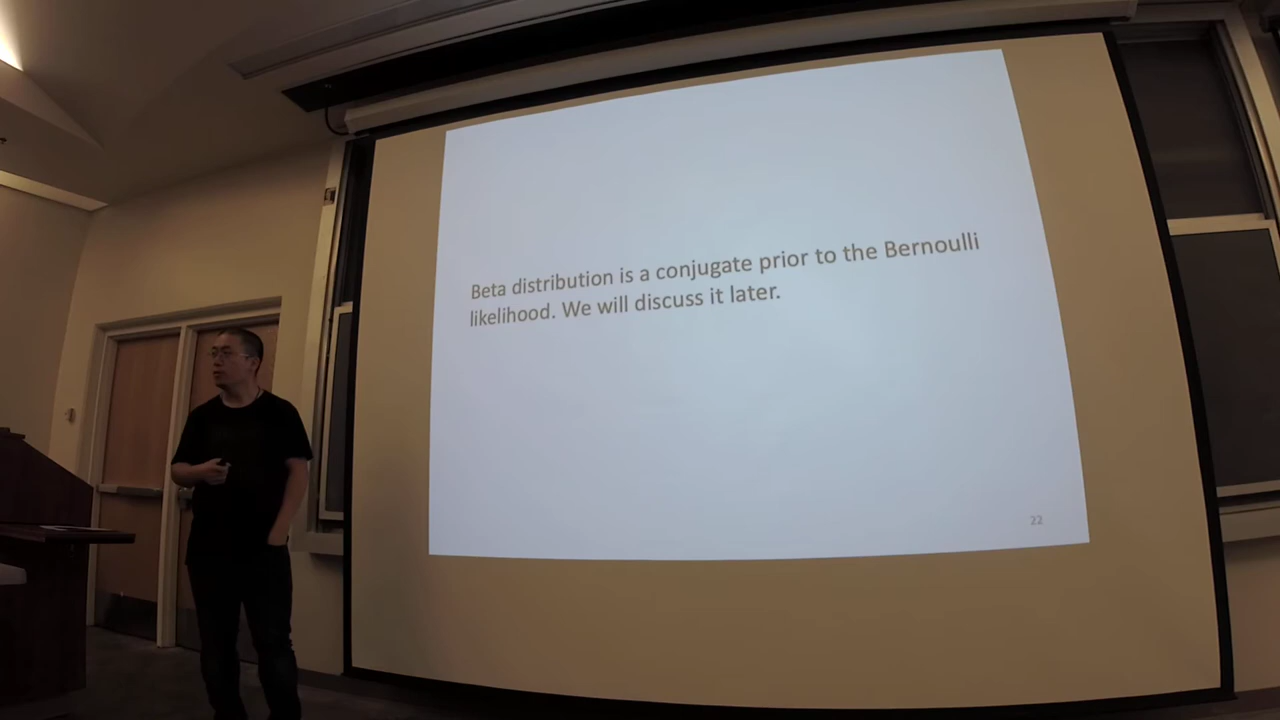 Beta distribution is a conjugate prior to the Bernoulli
likelihood. We will discuss it later.
22